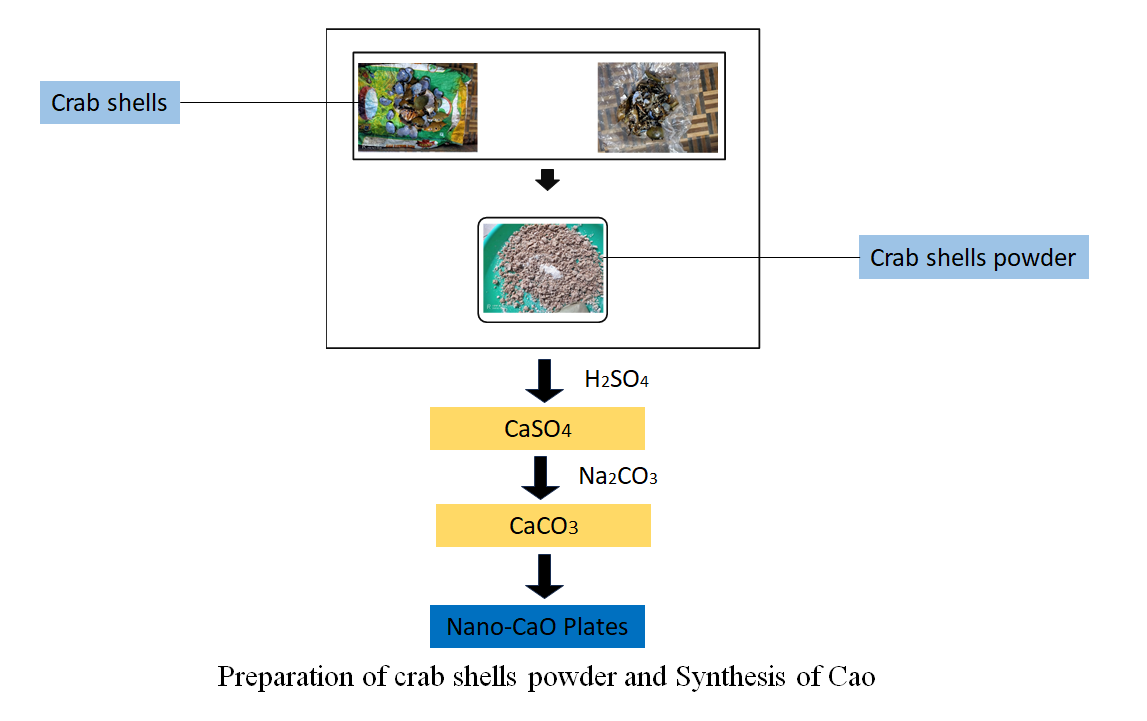 Crab shells
Crab shells powder
H₂SO₄
CaSO₄
Na₂CO₃
CaCO₃
Nano-CaO Plates
Preparation of crab shells powder and Synthesis of Cao